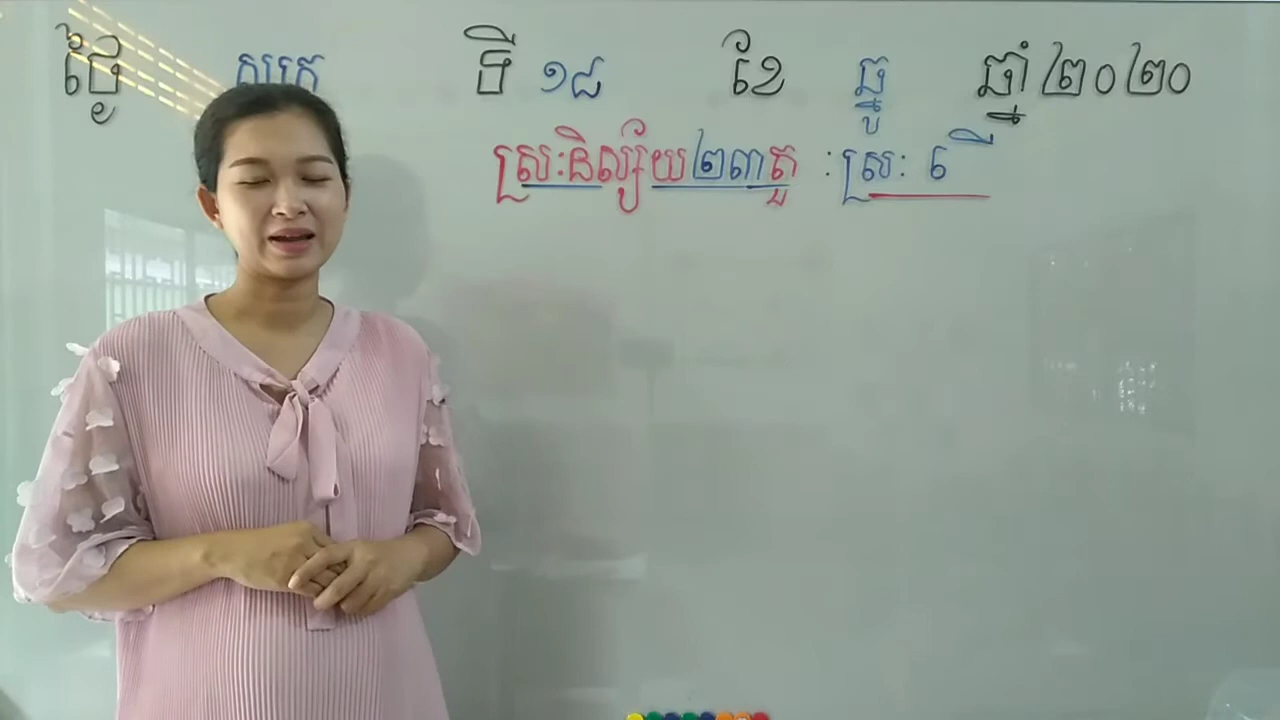 ថ្ងៃ សុក្រ ទី ១៨ ខែ ធ្នូ ឆ្នាំ ២០២០
ស្រៈនិស្ស័យ២ពាក្យ : ស្រៈ ើ